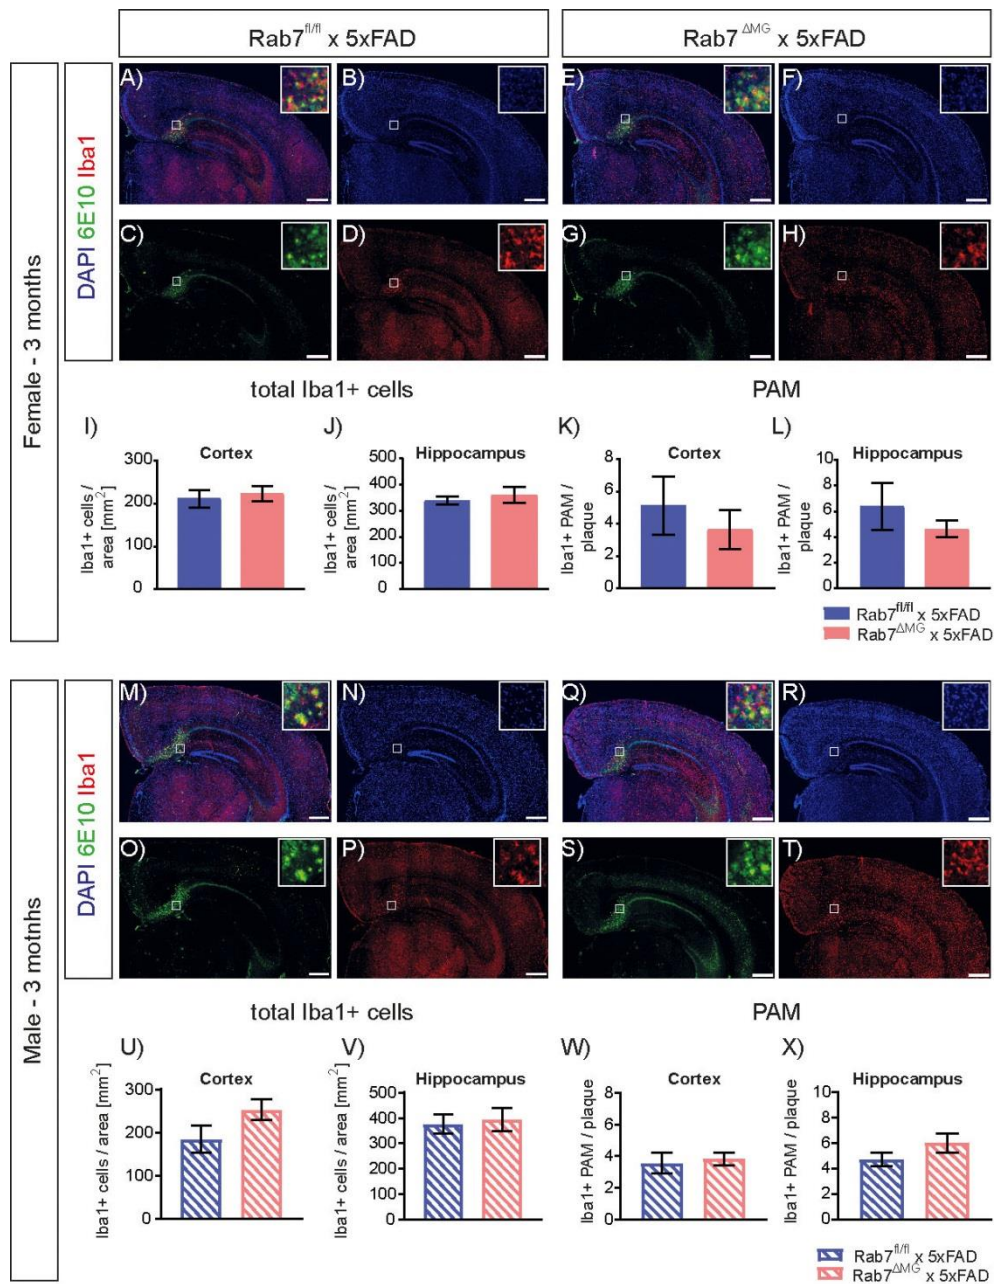 Rab7fl/fl x 5xFAD
Rab7ΔMG x 5xFAD
Female - 3 months
DAPI 6E10 Iba1
A)
B)
E)
F)
C)
D)
G)
H)
total Iba1+ cells
PAM
I)
Cortex
Iba1+ cells /
area [mm2]
300
200
100
0
J)
Hippocampus
Iba1+ cells /
area [mm2]
500
400
300
200
100
0
K)
Cortex
Iba1+ PAM /
plaque
8
6
4
2
0
L)
Hippocampus
Iba1+ PAM /
plaque
10
8
6
4
2
0
Rab7fl/fl x 5xFAD
Rab7ΔMG x 5xFAD
Male - 3 motnhs
DAPI 6E10 Iba1
M)
N)
Q)
R)
O)
P)
S)
T)
total Iba1+ cells
PAM
U)
Cortex
Iba1+ cells / area [mm2]
300
200
100
0
V)
Hippocampus
Iba1+ cells / area [mm2]
500
400
300
200
100
0
W)
Cortex
Iba1+ PAM / plaque
8
6
4
2
0
X)
Hippocampus
Iba1+ PAM / plaque
10
8
6
4
2
0
Rab7fl/fl x 5xFAD
Rab7ΔMG x 5xFAD